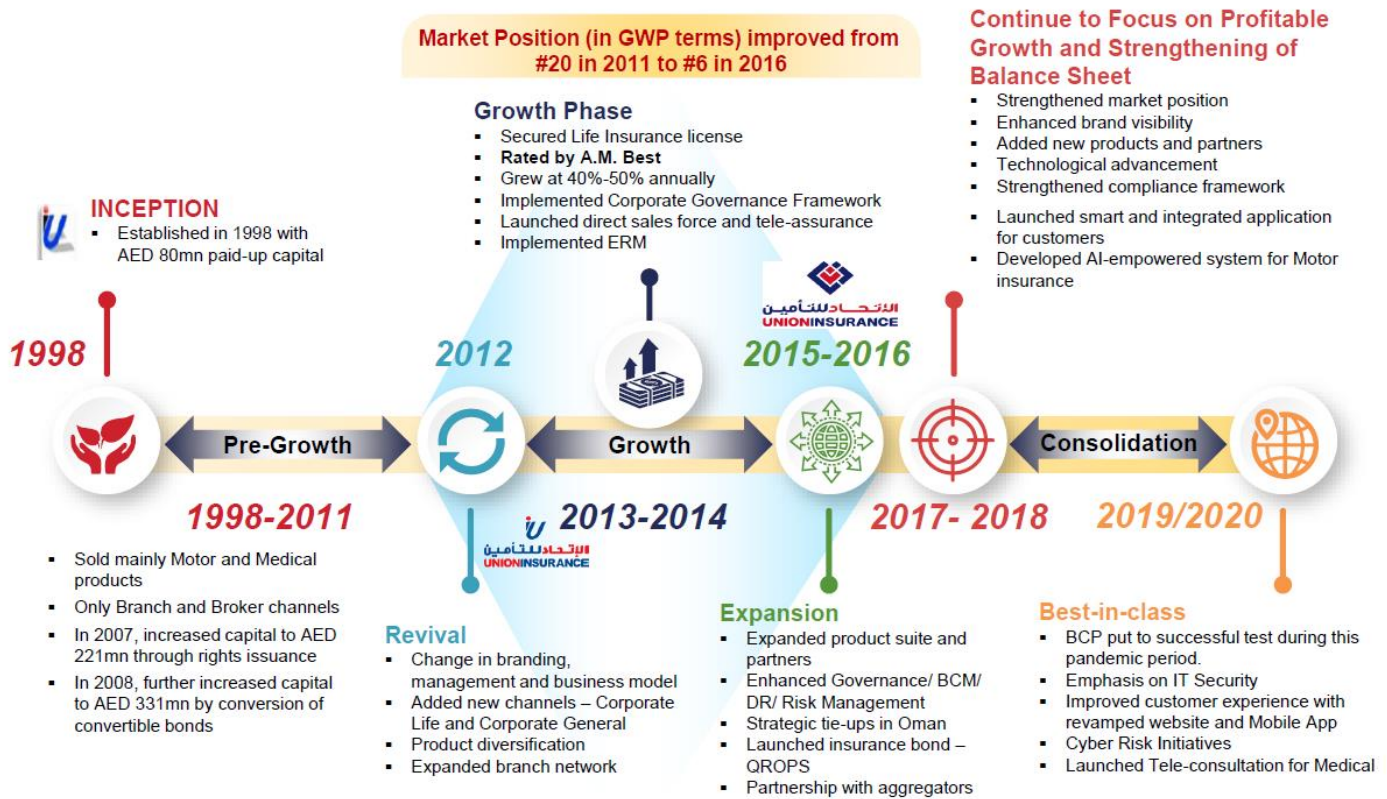 Market Position (in GWP terms) improved from
#20 in 2011 to #6 in 2016
Continue to Focus on Profitable
Growth and Strengthening of
Balance Sheet
▪ Strengthened market position
▪ Enhanced brand visibility
▪ Added new products and partners
▪ Technological advancement
▪ Strengthened compliance framework
▪ Launched smart and integrated application
for customers
▪ Developed AI-empowered system for Motor
insurance
Growth Phase
▪ Secured Life Insurance license
▪ Rated by A.M. Best
▪ Grew at 40%-50% annually
▪ Implemented Corporate Governance Framework
▪ Launched direct sales force and tele-assurance
▪ Implemented ERM
iU
INCEPTION
▪ Established in 1998 with
AED 80mn paid-up capital
الاتحاد للتأمين
UNIONINSURANCE
1998
2012
2015-2016
Pre-Growth
Growth
Consolidation
1998-2011
iU
الإتحاد للتأمين
UNIONINSURANCE
2013-2014
2017- 2018
2019/2020
▪ Sold mainly Motor and Medical
products
▪ Only Branch and Broker channels
▪ In 2007, increased capital to AED
221mn through rights issuance
▪ In 2008, further increased capital
to AED 331mn by conversion of
convertible bonds
Revival
▪ Change in branding,
management and business model
▪ Added new channels – Corporate
Life and Corporate General
▪ Product diversification
▪ Expanded branch network
Expansion
▪ Expanded product suite and
partners
▪ Enhanced Governance/ BCM/
DR/ Risk Management
▪ Strategic tie-ups in Oman
▪ Launched insurance bond –
QROPS
▪ Partnership with aggregators
Best-in-class
▪ BCP put to successful test during this
pandemic period.
▪ Emphasis on IT Security
▪ Improved customer experience with
revamped website and Mobile App
▪ Cyber Risk Initiatives
▪ Launched Tele-consultation for Medical